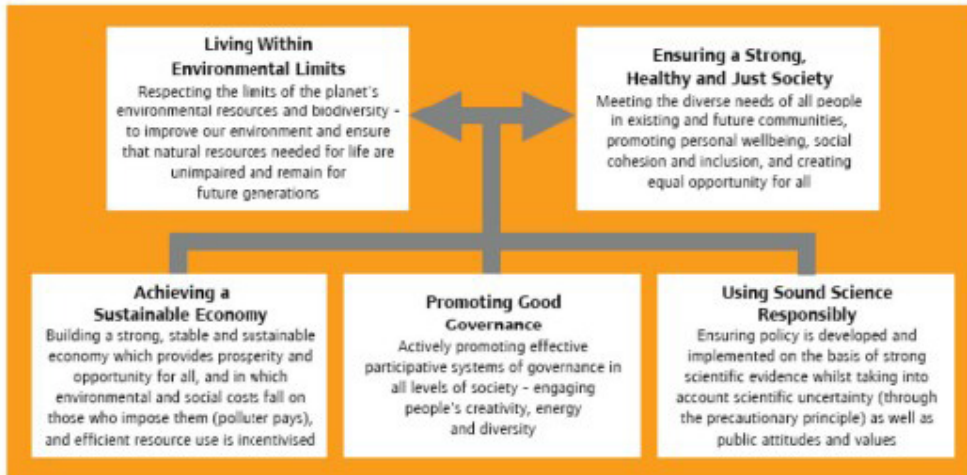 Living Within
Environmental Limits
Respecting the limits of the planet's
environmental resources and biodiversity -
to improve our environment and ensure
that natural resources needed for life are
unimpaired and remain for
future generations
Ensuring a Strong,
Healthy and Just Society
Meeting the diverse needs of all people
in existing and future communities,
promoting personal wellbeing, social
cohesion and inclusion, and creating
equal opportunity for all
Achieving a
Sustainable Economy
Building a strong, stable and sustainable
economy which provides prosperity and
opportunity for all, and in which
environmental and social costs fall on
those who impose them (polluter pays),
and efficient resource use is incentivised
Promoting Good
Governance
Actively promoting effective
participative systems of governance in
all levels of society - engaging
people's creativity, energy
and diversity
Using Sound Science
Responsibly
Ensuring policy is developed and
implemented on the basis of strong
scientific evidence whilst taking into
account scientific uncertainty (through
the precautionary principle) as well as
public attitudes and values